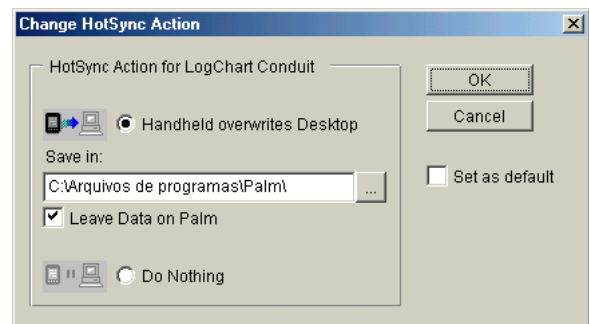 Change HotSync Action
HotSync Action for LogChart Conduit
Handheld overwrites Desktop
Save in:
C:\Arquivos de programas\Palm\
...
Leave Data on Palm
Do Nothing
OK
Cancel
Set as default